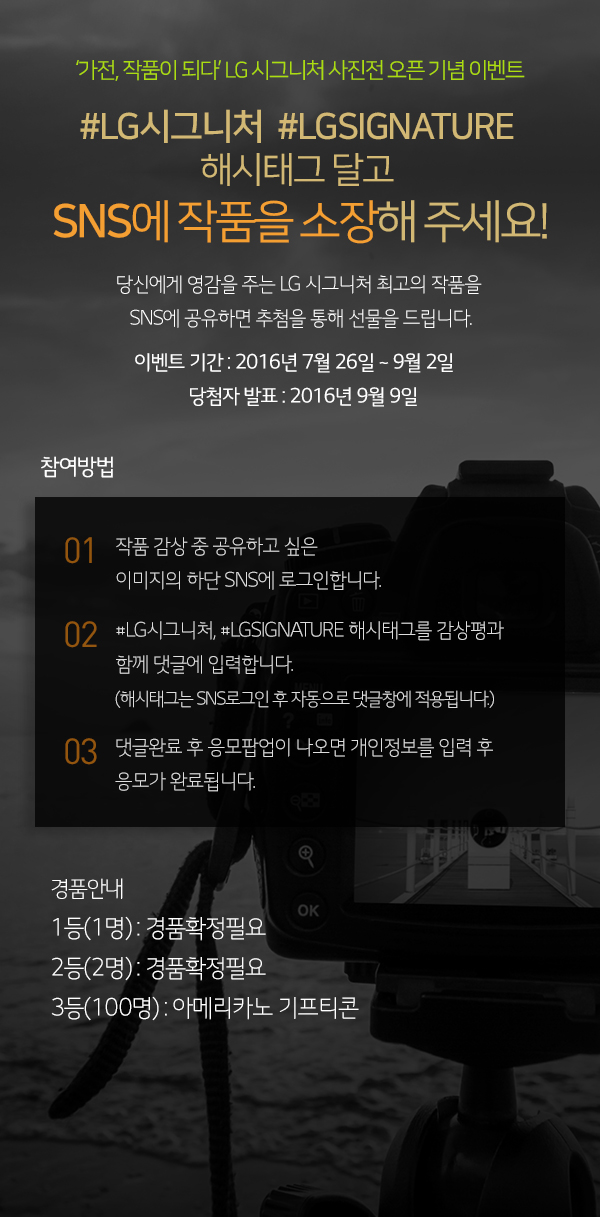 ‘가전, 작품이 되다’ LG 시그니처 사진전 오픈 기념 이벤트
#LG시그니처 #LGSIGNATURE
해시태그 달고
SNS에 작품을 소장해 주세요!
당신에게 영감을 주는 LG 시그니처 최고의 작품을
SNS에 공유하면 추첨을 통해 선물을 드립니다.
이벤트 기간 : 2016년 7월 26일 ~ 9월 2일
당첨자 발표 : 2016년 9월 9일
참여방법
01 작품 감상 중 공유하고 싶은
이미지의 하단 SNS에 로그인합니다.
02 #LG시그니처, #LGSIGNATURE 해시태그를 감상평과
함께 댓글에 입력합니다.
(해시태그는 SNS로그인 후 자동으로 댓글창에 적용됩니다.)
03 댓글완료 후 응모팝업이 나오면 개인정보를 입력 후
응모가 완료됩니다.
OK
경품안내
1등(1명) : 경품확정필요
2등(2명) : 경품확정필요
3등(100명) : 아메리카노 기프티콘